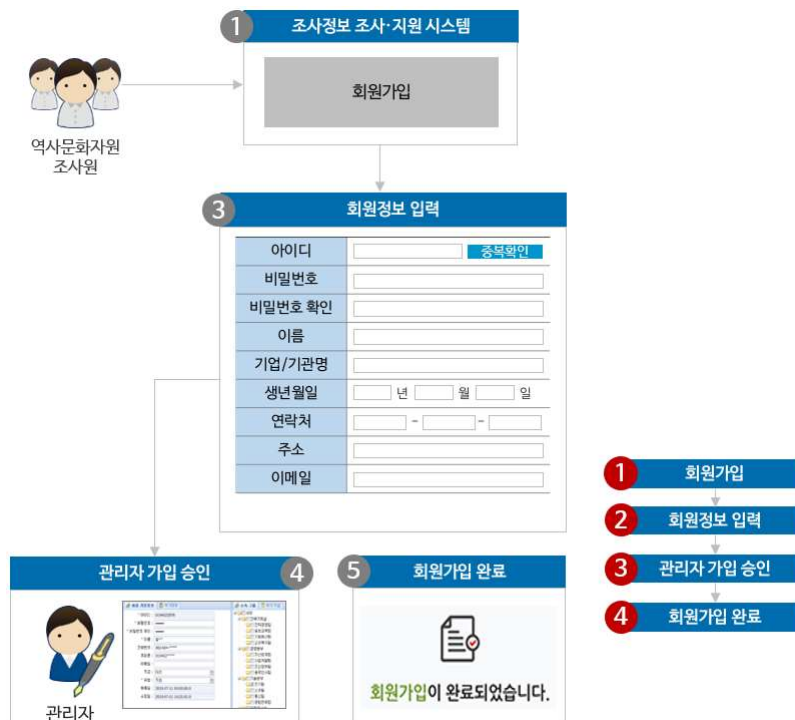 1 조사정보 조사·지원 시스템
회원가입
역사문화자원
조사원
3 회원정보 입력
아이디 중복확인
비밀번호
비밀번호 확인
이름
기업/기관명
생년월일 년 월 일
연락처 - -
주소
이메일
1 회원가입
2 회원정보 입력
3 관리자 가입 승인
4 회원가입 완료
관리자 가입 승인 4
관리자
5 회원가입 완료
회원가입이 완료되었습니다.